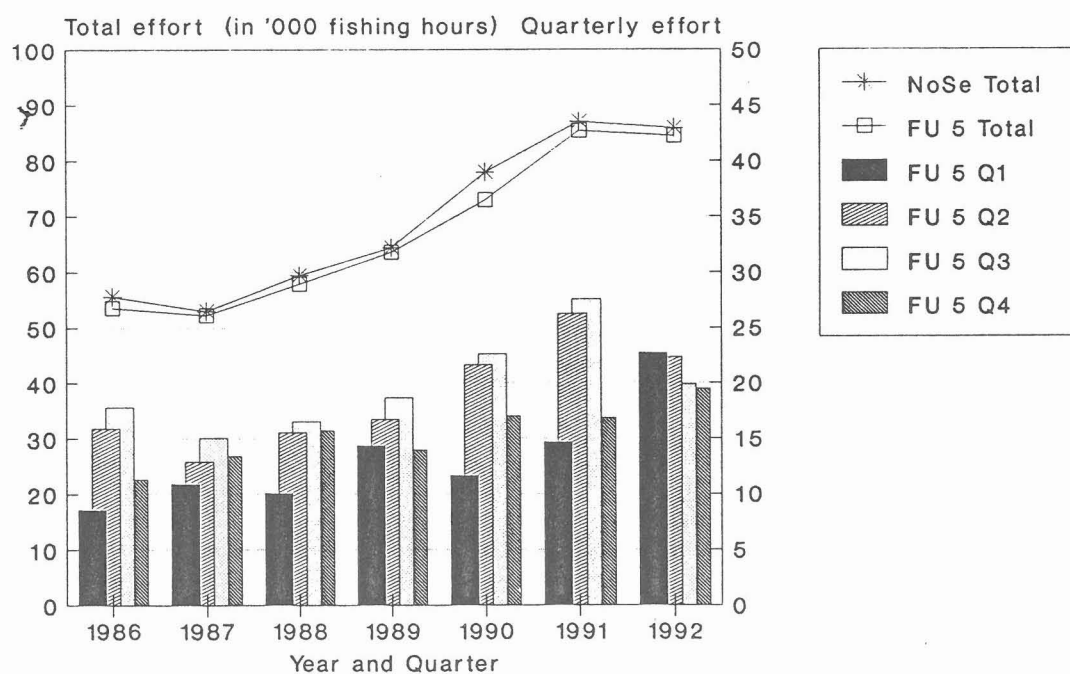 Total effort (in '000 fishing hours) Quarterly effort
100
90
80
70
60
50
40
30
20
10
0
50
45
40
35
30
25
20
15
10
5
0
1986 1987 1988 1989 1990 1991 1992
Year and Quarter
NoSe Total
FU 5 Total
FU 5 Q1
FU 5 Q2
FU 5 Q3
FU 5 Q4